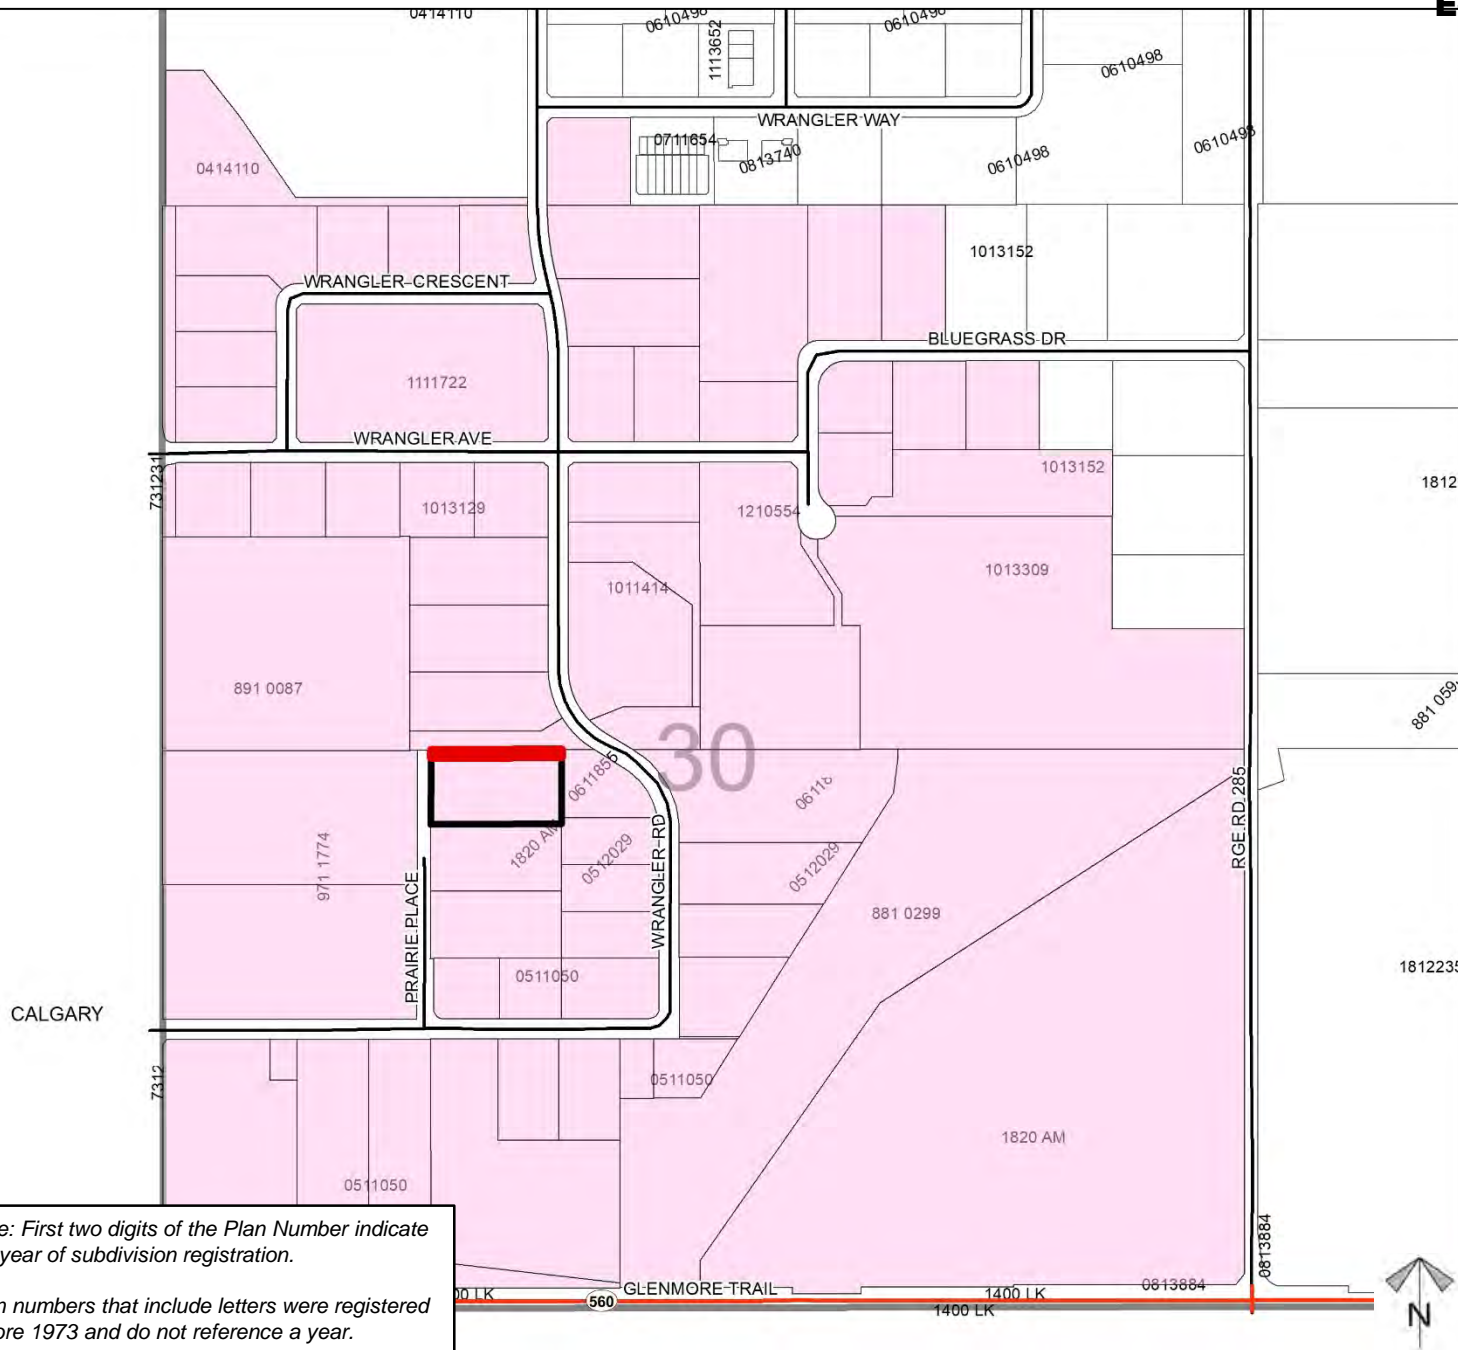 0414110
0610498
0610498
1113652
0610498
WRANGLER WAY
0711654
0813740
0610498
0610498
0414110
1013152
WRANGLER CRESCENT
BLUEGRASS DR
1111722
WRANGLER AVE
1013152
731231
1812
1013129
1210554
1013309
1011414
891 0087
881 059
30
0611855
06118
RGE RD 285
1820 AM
0512029
WRANGLER RD
0512029
971 1774
PRAIRIE PLACE
881 0299
1812235
0511050
CALGARY
7312
0511050
1820 AM
0511050
e: First two digits of the Plan Number indicate
year of subdivision registration.
n numbers that include letters were registered
ore 1973 and do not reference a year.
0813884
0813884
00 LK
GLENMORE TRAIL
560
1400 LK
1400 LK
N